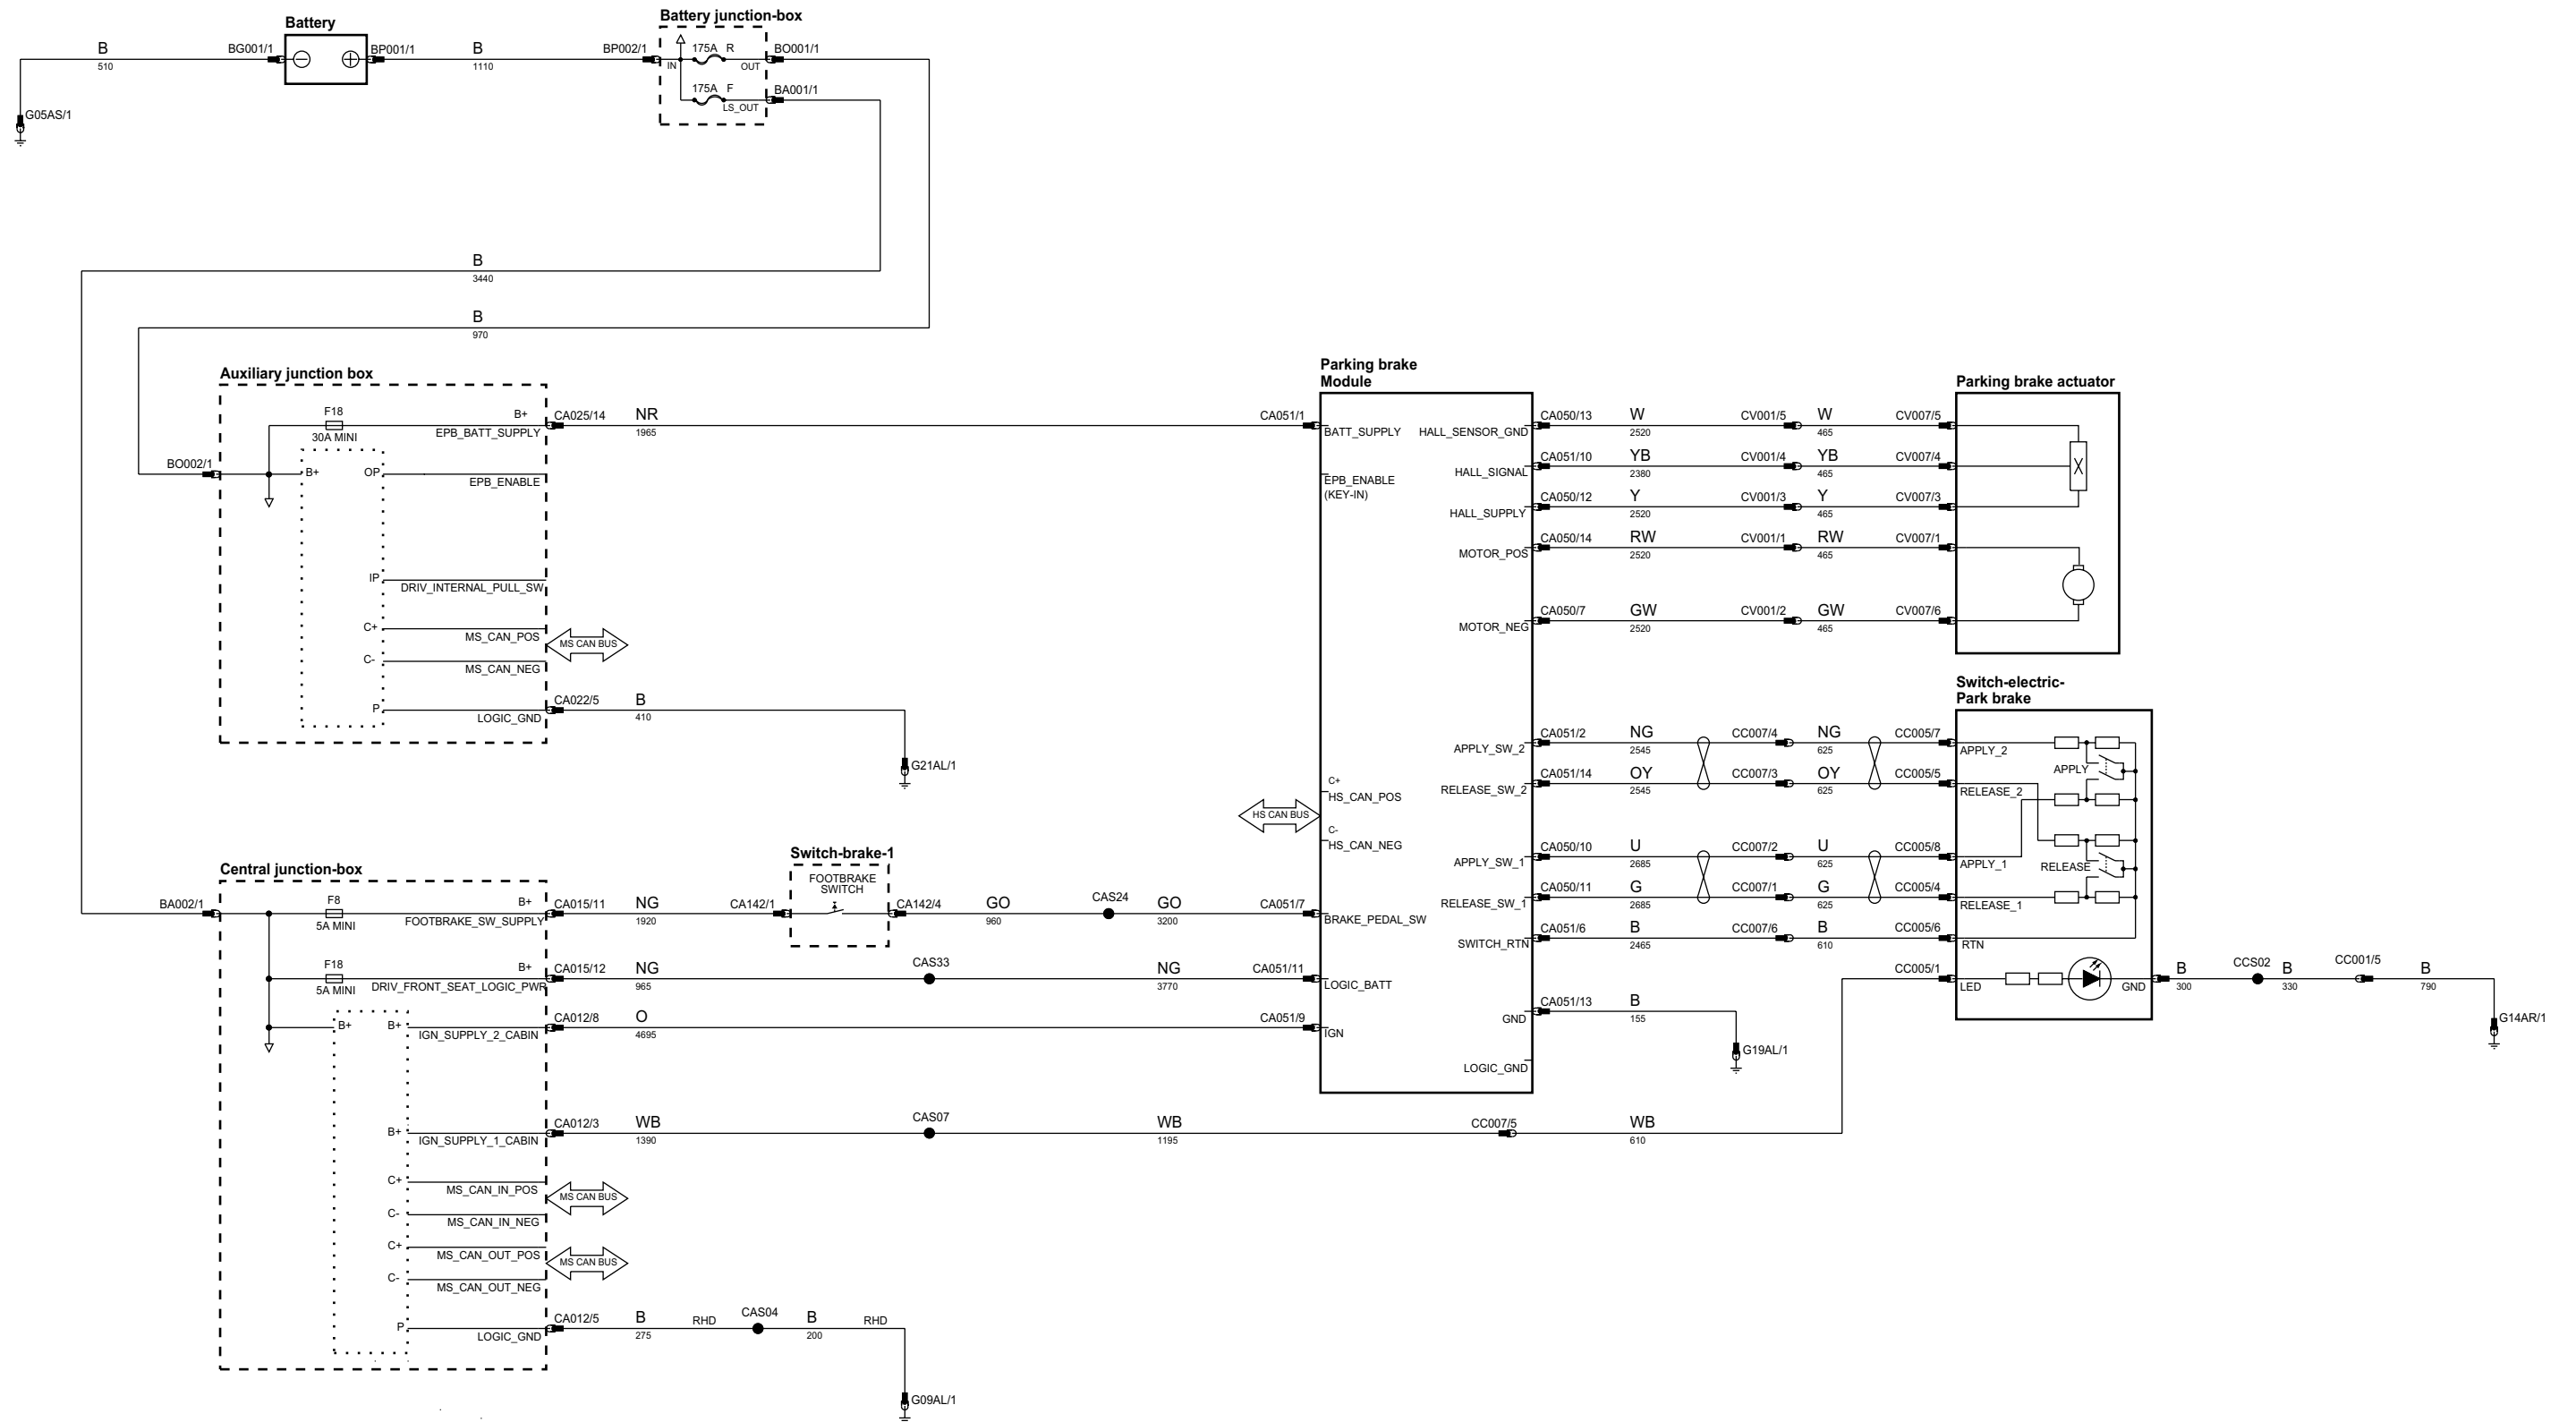 Battery
Battery junction-box
B
510
BG001/1
BP001/1
B
1110
BP002/1
IN
175A R
OUT
BO001/1
175A F
LS_OUT
BA001/1
G05AS/1
B
3440
B
970
Auxiliary junction box
BO002/1
F18
30A MINI
B+
EPB_BATT_SUPPLY
CA025/14
NR
1965
CA051/1
B+
OP
EPB_ENABLE
IP
DRIV_INTERNAL_PULL_SW
C+
MS_CAN_POS
C-
MS_CAN_NEG
MS CAN BUS
P
LOGIC_GND
CA022/5
B
410
G21AL/1
Central junction-box
BA002/1
F8
5A MINI
B+
FOOTBRAKE_SW_SUPPLY
CA015/11
NG
1920
CA142/1
Switch-brake-1
FOOTBRAKE
SWITCH
CA142/4
GO
960
CAS24
GO
3200
CA051/7
F18
5A MINI
B+
DRIV_FRONT_SEAT_LOGIC_PWR
CA015/12
NG
965
CAS33
NG
3770
CA051/11
B+
B+
IGN_SUPPLY_2_CABIN
CA012/8
O
4695
CA051/9
B+
IGN_SUPPLY_1_CABIN
CA012/3
WB
1390
CAS07
WB
1195
CC007/5
WB
610
C+
MS_CAN_IN_POS
C-
MS_CAN_IN_NEG
MS CAN BUS
C+
MS_CAN_OUT_POS
C-
MS_CAN_OUT_NEG
MS CAN BUS
P
LOGIC_GND
CA012/5
B
275
RHD
CAS04
B
200
RHD
G09AL/1
Parking brake
Module
BATT_SUPPLY
EPB_ENABLE
(KEY-IN)
C+
HS_CAN_POS
HS CAN BUS
C-
HS_CAN_NEG
BRAKE_PEDAL_SW
LOGIC_BATT
IGN
HALL_SENSOR_GND
CA050/13
W
2520
CV001/5
W
465
CV007/5
HALL_SIGNAL
CA051/10
YB
2380
CV001/4
YB
465
CV007/4
HALL_SUPPLY
CA050/12
Y
2520
CV001/3
Y
465
CV007/3
MOTOR_POS
CA050/14
RW
2520
CV001/1
RW
465
CV007/1
MOTOR_NEG
CA050/7
GW
2520
CV001/2
GW
465
CV007/6
Parking brake actuator
APPLY_SW_2
CA051/2
NG
2545
CC007/4
NG
625
CC005/7
RELEASE_SW_2
CA051/14
OY
2545
CC007/3
OY
625
CC005/5
APPLY_SW_1
CA050/10
U
2685
CC007/2
U
625
CC005/8
RELEASE_SW_1
CA050/11
G
2685
CC007/1
G
625
CC005/4
SWITCH_RTN
CA051/6
B
2465
CC007/6
B
610
CC005/6
GND
CA051/13
B
155
G19AL/1
LOGIC_GND
CC005/1
Switch-electric-
Park brake
APPLY_2
APPLY
RELEASE_2
APPLY_1
RELEASE
RELEASE_1
RTN
LED
GND
B
300
CCS02
B
330
CC001/5
B
790
G14AR/1